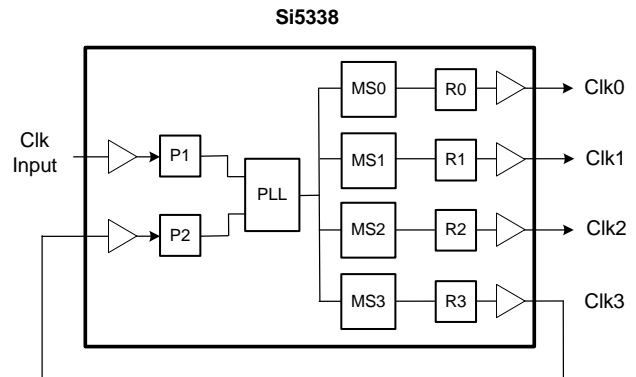 Si5338
MS0
R0
Clk0
Clk
Input
P1
MS1
R1
Clk1
PLL
P2
MS2
R2
Clk2
MS3
R3
Clk3